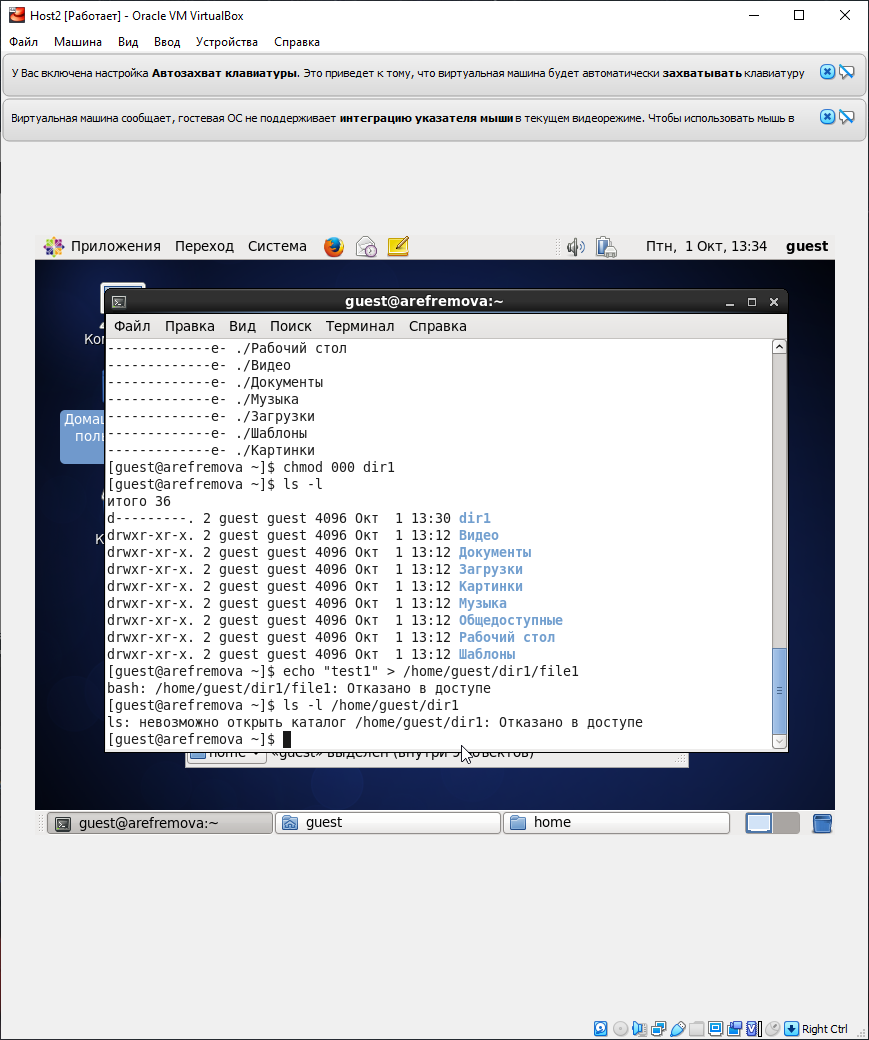 Host2 [Работает] - Oracle VM VirtualBox
Файл Машина Вид Ввод Устройства Справка
У Вас включена настройка Автозахват клавиатуры. Это приведет к тому, что виртуальная машина будет автоматически захватывать клавиатуру
Виртуальная машина сообщает, гостевая ОС не поддерживает интеграцию указателя мыши в текущем видеорежиме. Чтобы использовать мышь в
Приложения Переход Система Птн, 1 Окт, 13:34 guest
guest@arefremova:~
Файл Правка Вид Поиск Терминал Справка
-------------e- ./Рабочий стол
-------------e- ./Видео
-------------e- ./Документы
-------------e- ./Музыка
-------------e- ./Загрузки
-------------e- ./Шаблоны
-------------e- ./Картинки
[guest@arefremova ~]$ chmod 000 dir1
[guest@arefremova ~]$ ls -l
итого 36
d---------. 2 guest guest 4096 Окт  1 13:30 dir1
drwxr-xr-x. 2 guest guest 4096 Окт  1 13:12 Видео
drwxr-xr-x. 2 guest guest 4096 Окт  1 13:12 Документы
drwxr-xr-x. 2 guest guest 4096 Окт  1 13:12 Загрузки
drwxr-xr-x. 2 guest guest 4096 Окт  1 13:12 Картинки
drwxr-xr-x. 2 guest guest 4096 Окт  1 13:12 Музыка
drwxr-xr-x. 2 guest guest 4096 Окт  1 13:12 Общедоступные
drwxr-xr-x. 2 guest guest 4096 Окт  1 13:12 Рабочий стол
drwxr-xr-x. 2 guest guest 4096 Окт  1 13:12 Шаблоны
[guest@arefremova ~]$ echo "test1" > /home/guest/dir1/file1
bash: /home/guest/dir1/file1: Отказано в доступе
[guest@arefremova ~]$ ls -l /home/guest/dir1
ls: невозможно открыть каталог /home/guest/dir1: Отказано в доступе
[guest@arefremova ~]$
home «guest» выделен (внутри
guest@arefremova:~ guest home
Right Ctrl